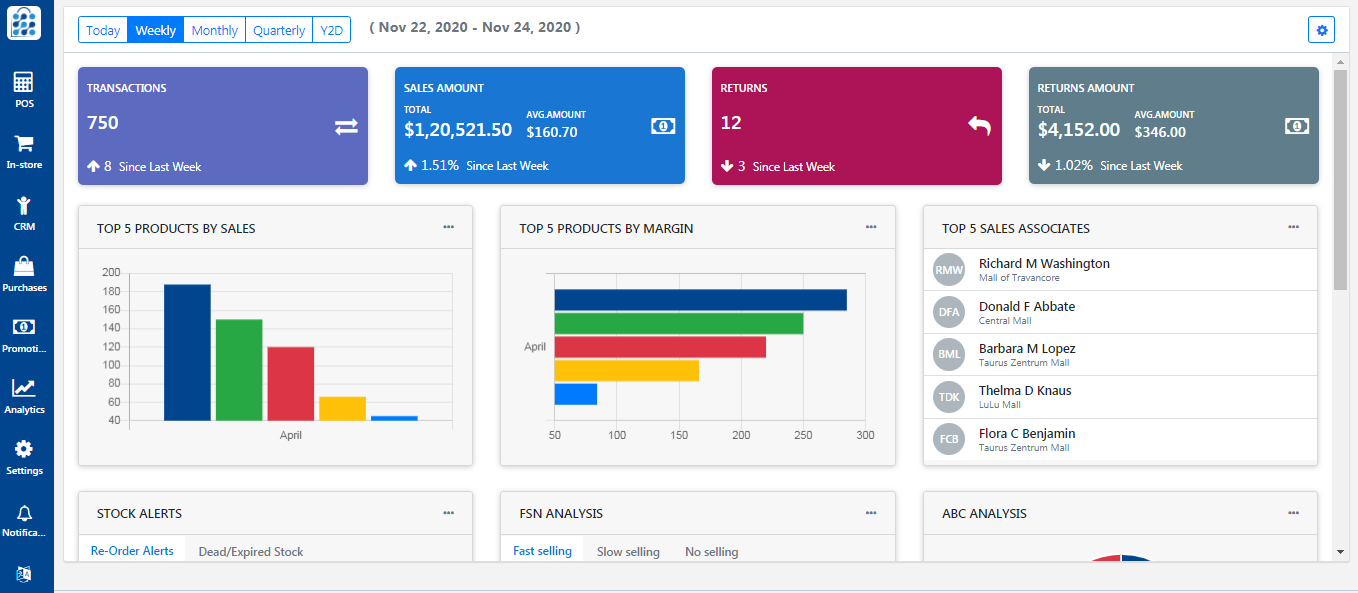 Today Weekly Monthly Quarterly Y2D ( Nov 22, 2020 - Nov 24, 2020 )
POS
In-store
CRM
Purchases
Promoti...
Analytics
Settings
Notifica...
TRANSACTIONS
750
8 Since Last Week
SALES AMOUNT
TOTAL
$1,20,521.50
AVG.AMOUNT
$160.70
1.51% Since Last Week
RETURNS
12
3 Since Last Week
RETURNS AMOUNT
TOTAL
$4,152.00
AVG.AMOUNT
$346.00
1.02% Since Last Week
TOP 5 PRODUCTS BY SALES
200
180
160
140
120
100
80
60
40
April
TOP 5 PRODUCTS BY MARGIN
April
50 100 150 200 250 300
TOP 5 SALES ASSOCIATES
RMW Richard M Washington
Mall of Travancore
DFA Donald F Abbate
Central Mall
BML Barbara M Lopez
Taurus Zentrum Mall
TDK Thelma D Knaus
LuLu Mall
FCB Flora C Benjamin
Taurus Zentrum Mall
STOCK ALERTS
Re-Order Alerts Dead/Expired Stock
FSN ANALYSIS
Fast selling Slow selling No selling
ABC ANALYSIS